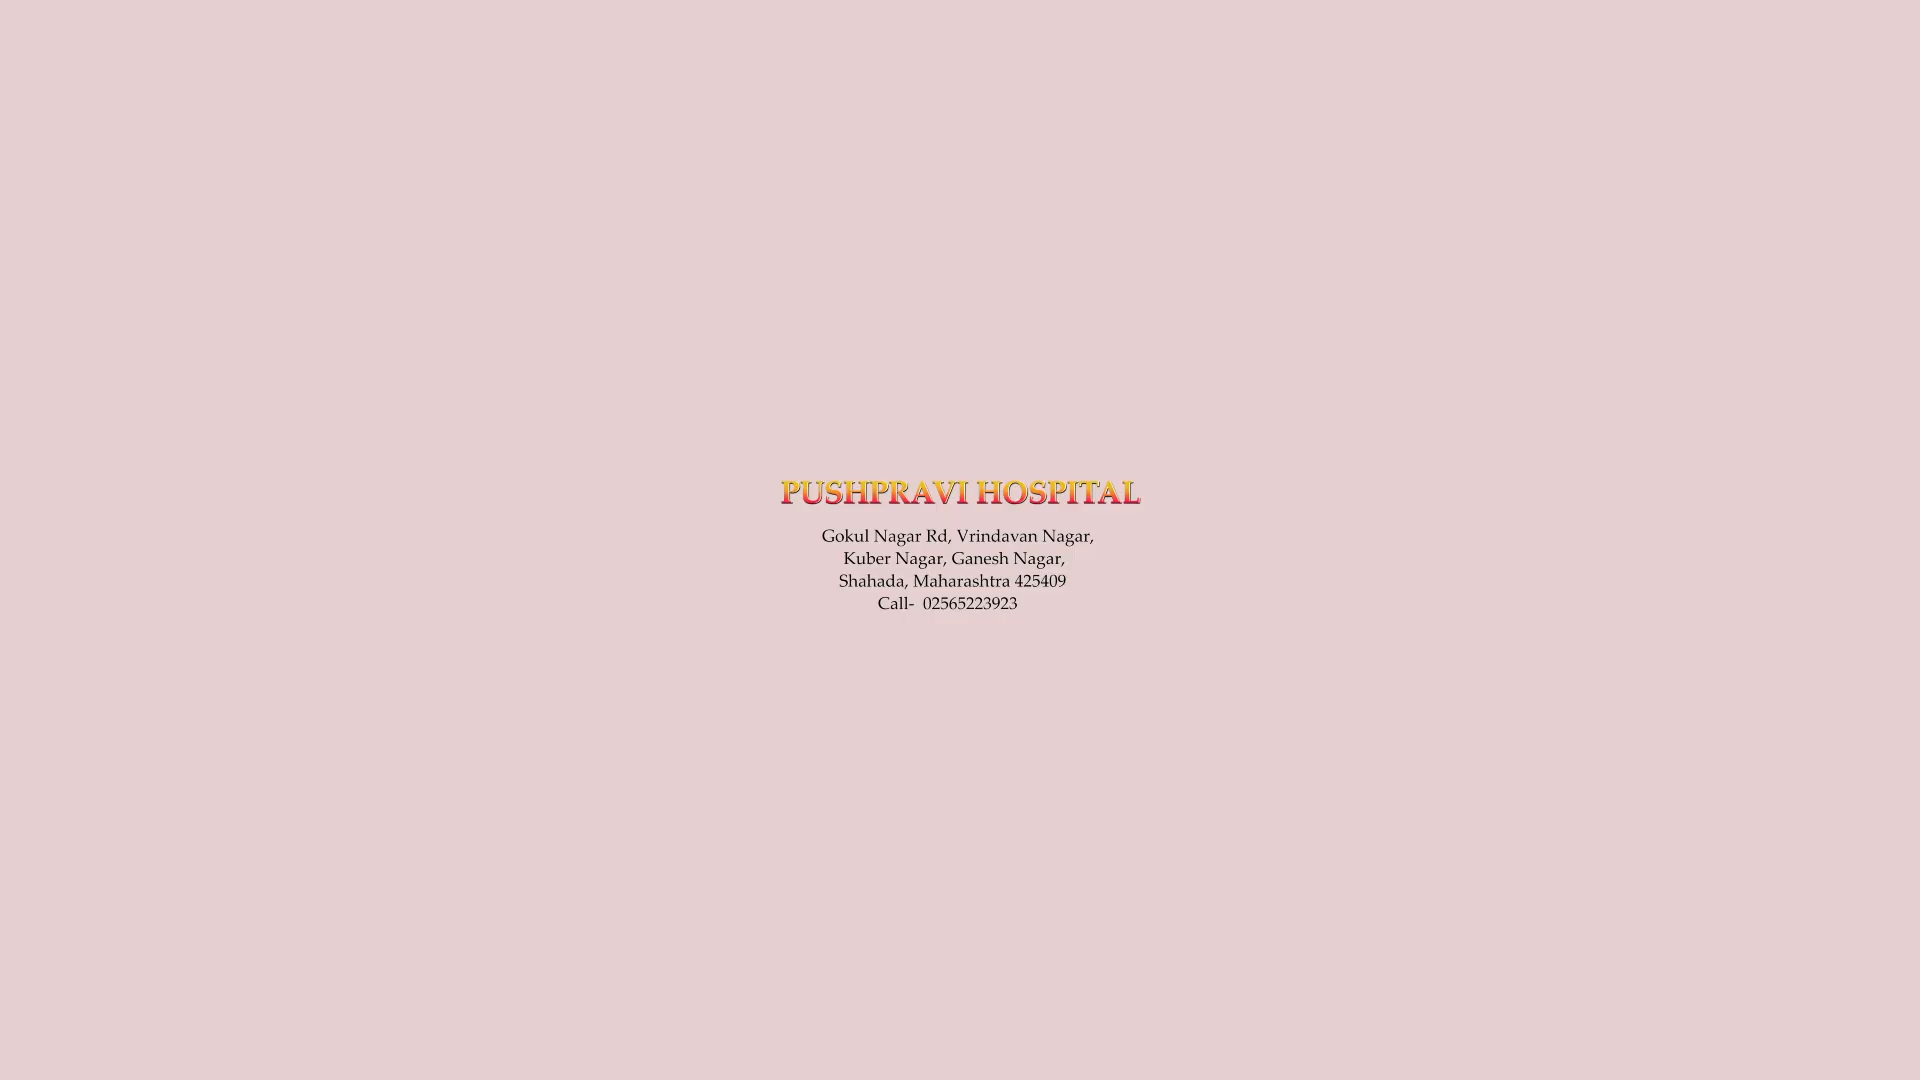 PUSHPRAVI HOSPITAL
Gokul Nagar Rd, Vrindavan Nagar,
Kuber Nagar, Ganesh Nagar,
Shahada, Maharashtra 425409
Call-  02565223923